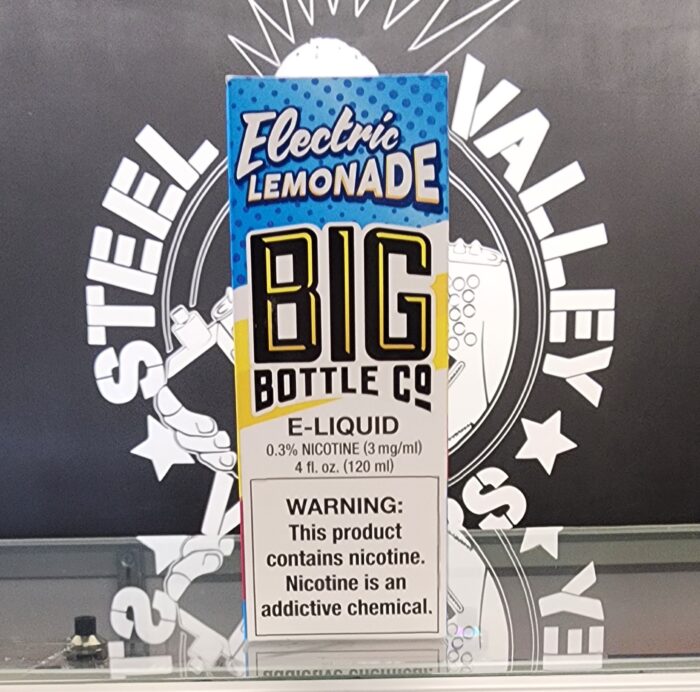 STEEL VALLEY
Electric
LEMONADE
BIG
BOTTLE CO
E-LIQUID
0.3% NICOTINE (3 mg/ml)
4 fl. oz. (120 ml)
WARNING:
This product
contains nicotine.
Nicotine is an
addictive chemical.